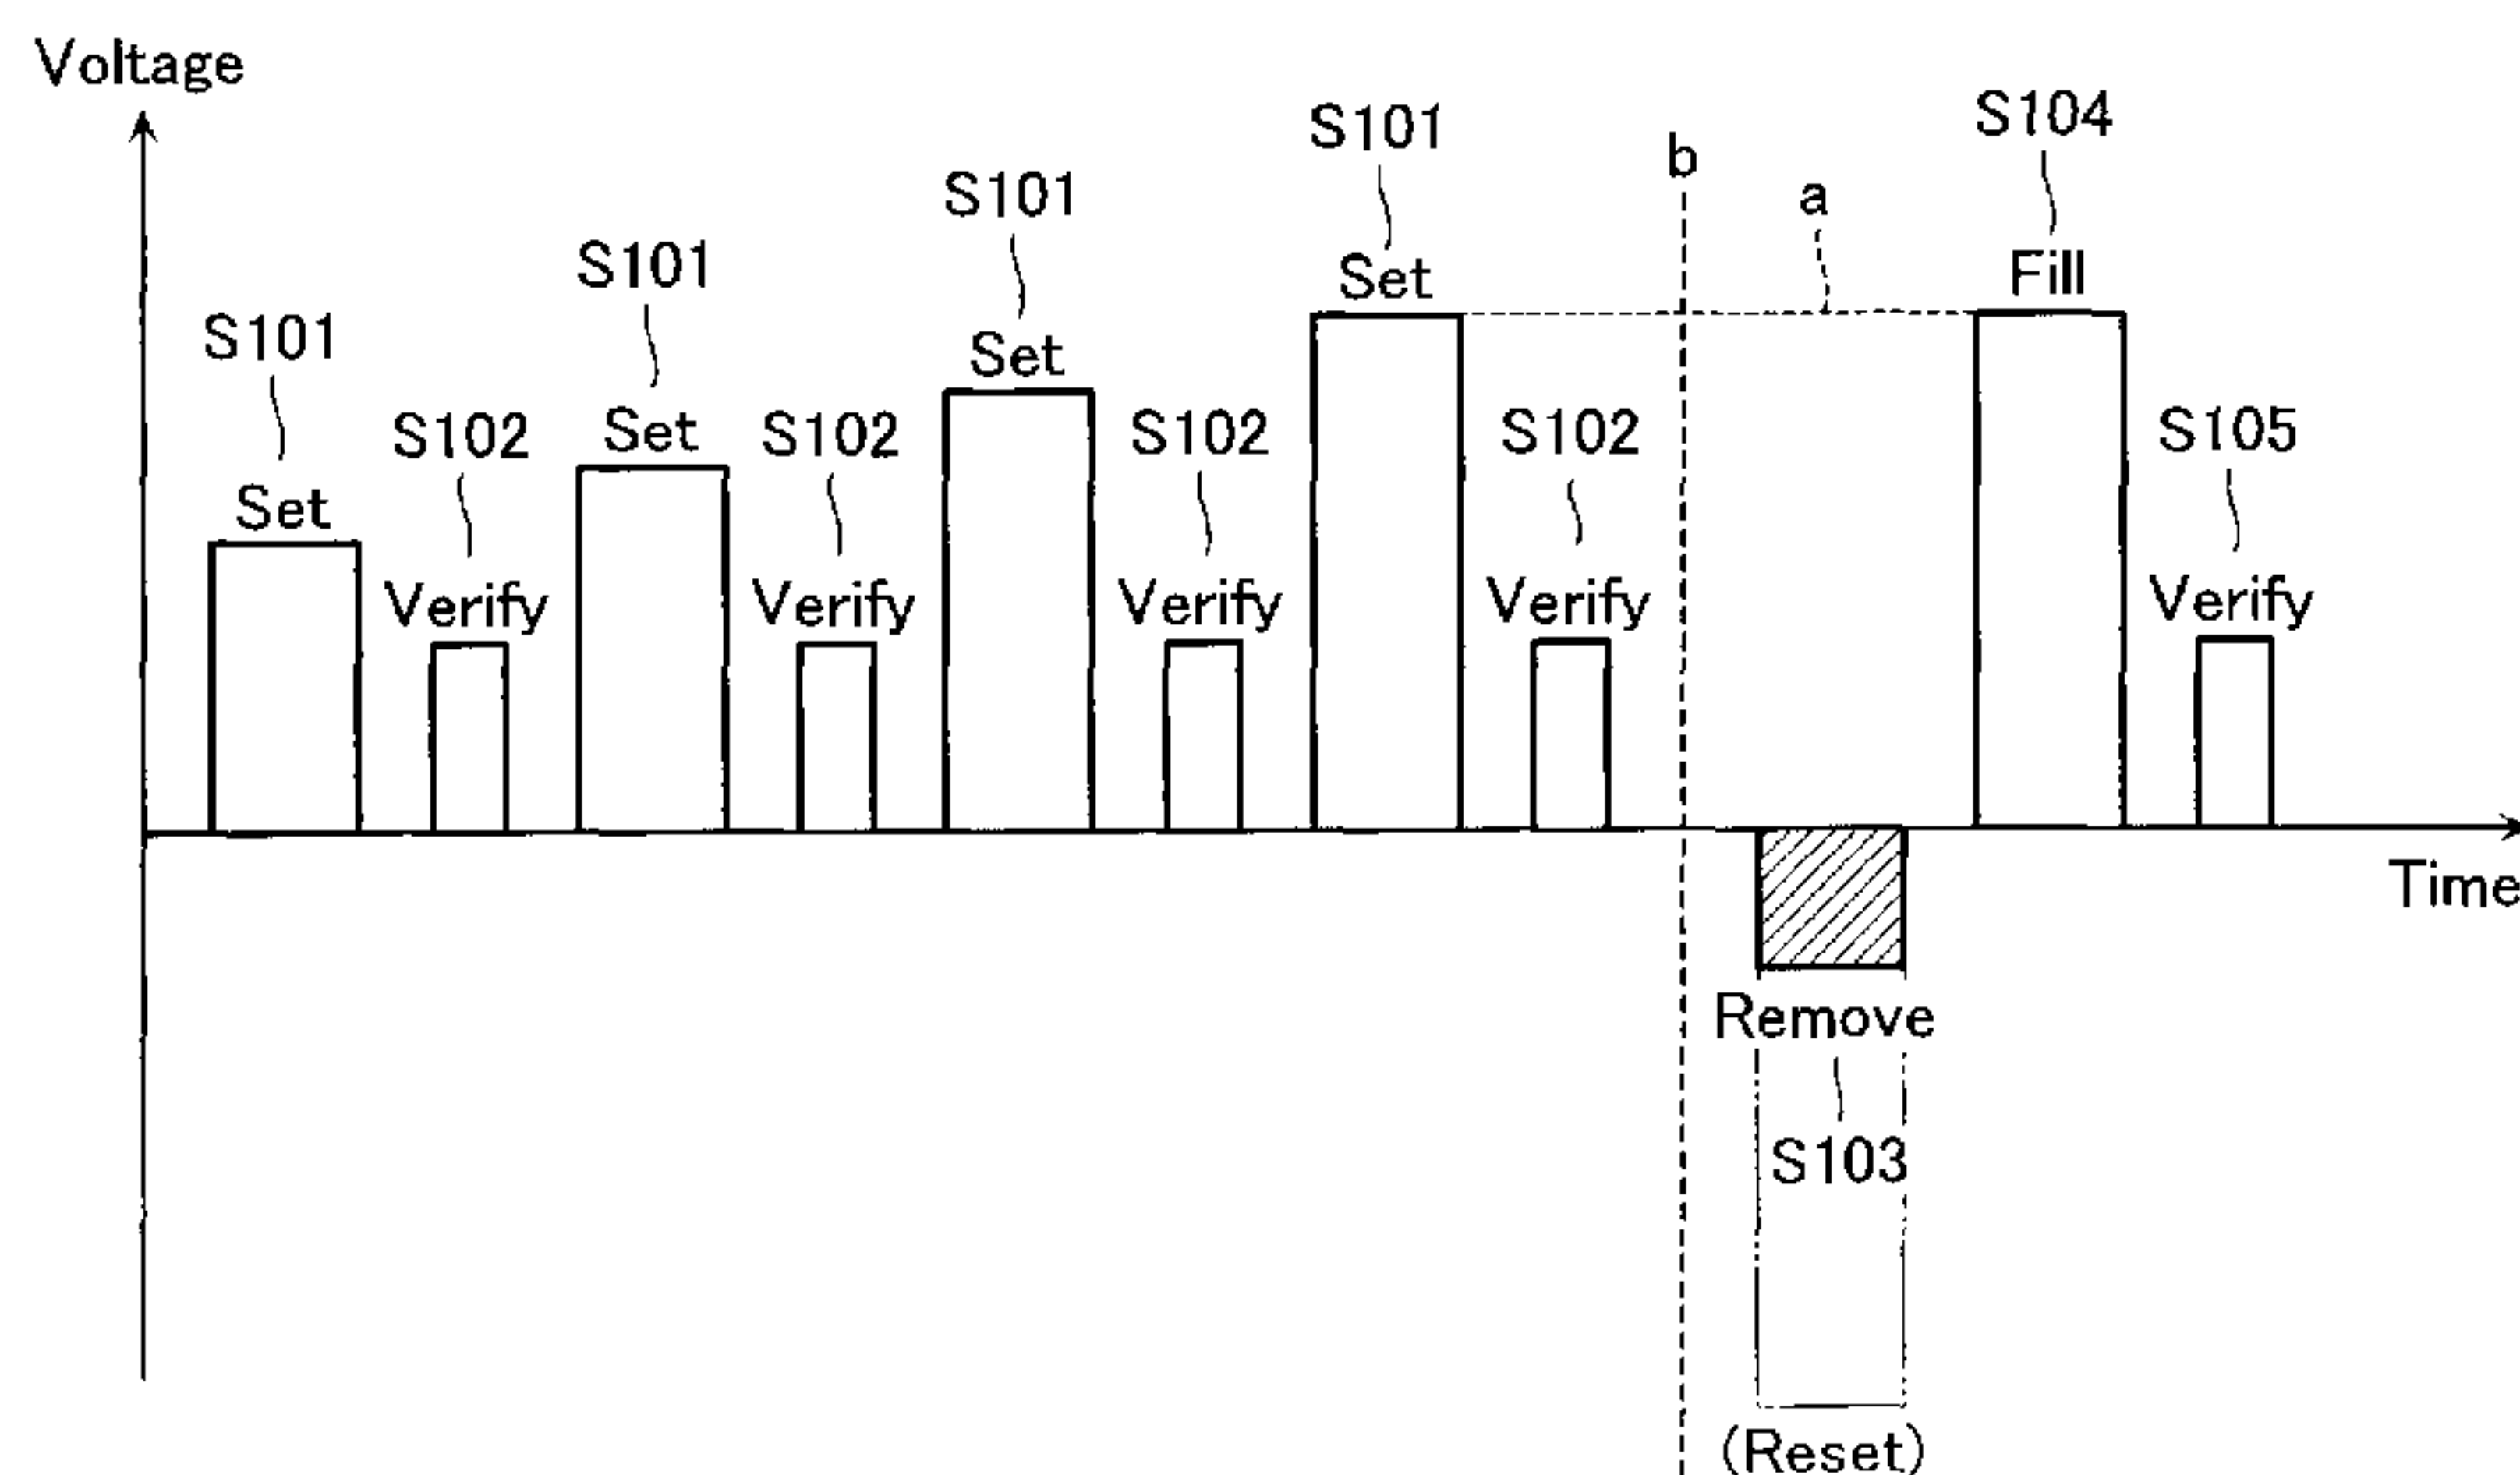 Voltage
S101
Set
S102
Verify
S101
Set
S102
Verify
S101
Set
S102
Verify
S101
Set
S102
Verify
b
a
S104
Fill
S105
Verify
Time
Remove
S103
(Reset)